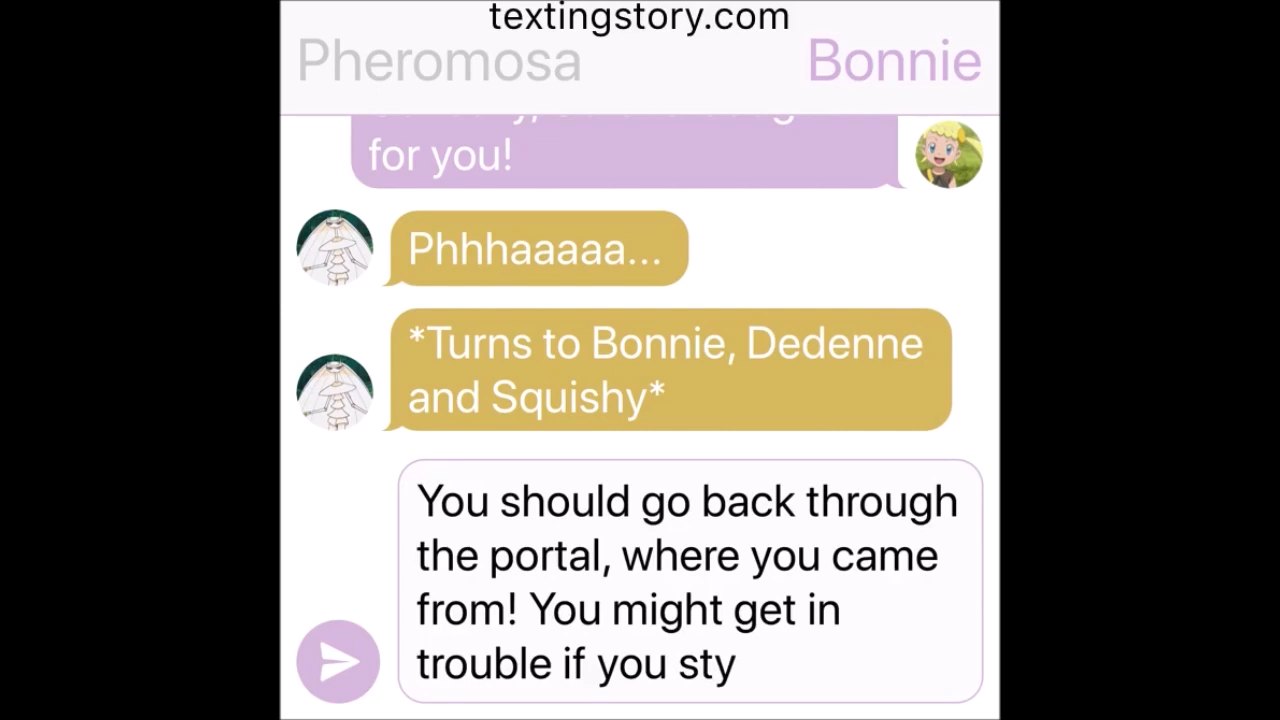 textingstory.com
Pheromosa
Bonnie
for you!
Phhhaaaaa...
*Turns to Bonnie, Dedenne
and Squishy*
You should go back through
the portal, where you came
from! You might get in
trouble if you sty